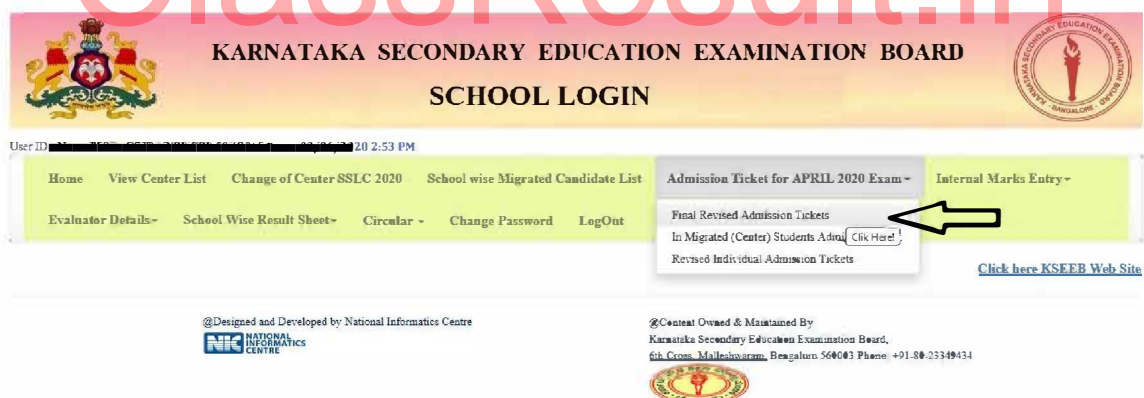 ClassResult.in
KARNATAKA SECONDARY EDUCATION EXAMINATION BOARD
SCHOOL LOGIN
User ID 20 2:53 PM
Home View Center List Change of Center SSLC 2020 School wise Migrated Candidate List Admission Ticket for APRIL 2020 Exam Internal Marks Entry
Evaluator Details School Wise Result Sheet Circular Change Password LogOut
Final Revised Admission Tickets
In Migrated (Center) Students Admi
Clik Here!
Revised Individual Admission Tickets
Click here KSEEB Web Site
@Designed and Developed by National Informatics Centre
NIC NATIONAL INFORMATICS CENTRE
@Content Owned & Maintained By
Karnataka Secondary Education Examination Board,
6th Cross, Malleshwaram, Bengaluru 560003 Phone: +91-80-23349434